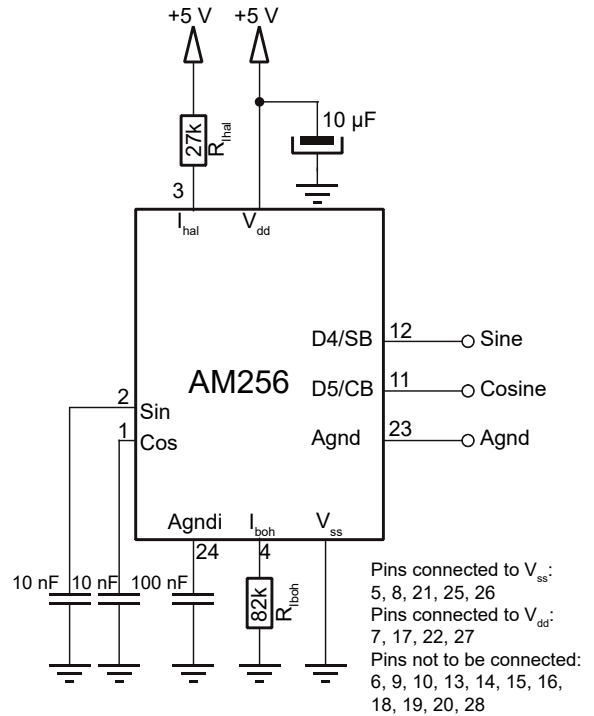 +5 V +5 V
10 µF
27k
R_Ihal
3
I_hal V_dd
D4/SB 12 Sine
AM256
D5/CB 11 Cosine
2
Sin
1
Cos
Agnd 23 Agnd
Agndi I_boh V_ss
24 4
10 nF 10 nF 100 nF
82k
R_Iboh
Pins connected to V_ss:
5, 8, 21, 25, 26
Pins connected to V_dd:
7, 17, 22, 27
Pins not to be connected:
6, 9, 10, 13, 14, 15, 16,
18, 19, 20, 28